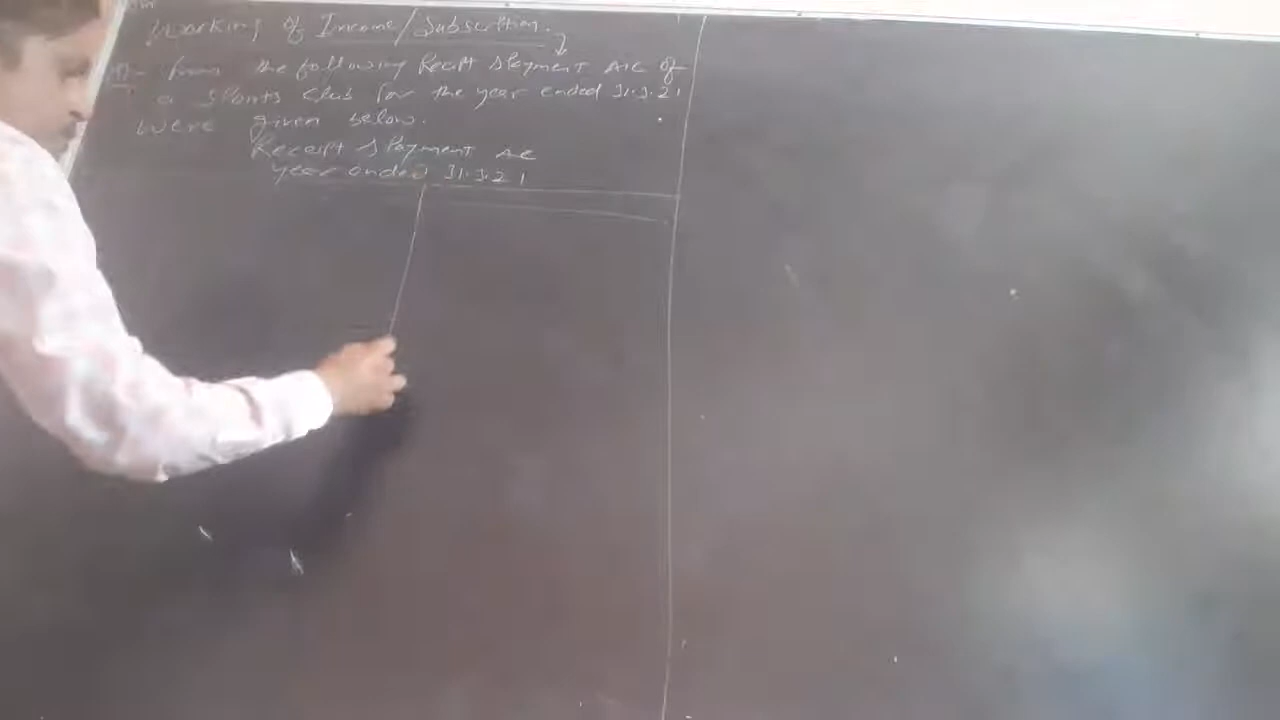 Working of Income/Subscrtion.
from the following Receipt & Payment A/c of
a Sports Club for the year ended 31.3.21
were given below.
Receipt & Payment A/c
year ended 31.3.21